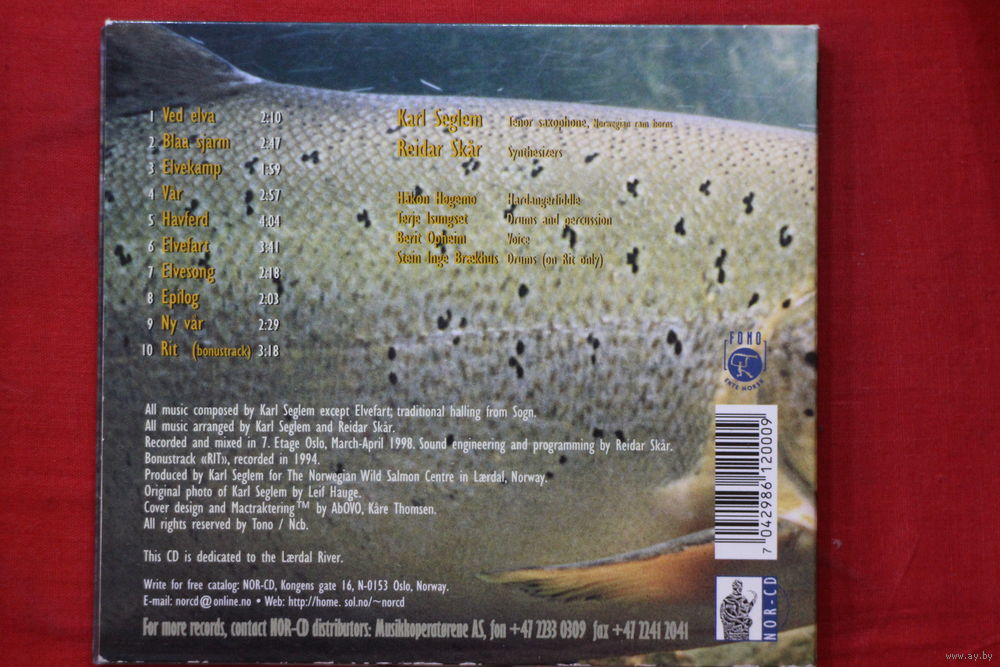 1 Ved elva 2:10
2 Blaa sjarm 2:47
3 Elvekamp 1:59
4 Vår 2:57
5 Havferd 4:04
6 Elvefart 3:41
7 Elvesong 2:18
8 Epilog 2:03
9 Ny vår 2:29
10 Rit (bonustrack) 3:18
Karl Seglem Tenor saxophone, Norwegian ram horns
Reidar Skår Synthesizers
Håkon Høgemo Hardangerfiddle
Terje Isungset Drums and percussion
Berit Opheim Voice
Stein Inge Brækhus Drums (on Rit only)
FONO
EKTE NORSK
All music composed by Karl Seglem except Elvefart; traditional halling from Sogn.
All music arranged by Karl Seglem and Reidar Skår.
Recorded and mixed in 7. Etage Oslo, March-April 1998. Sound engineering and programming by Reidar Skår.
Bonustrack «RIT», recorded in 1994.
Produced by Karl Seglem for The Norwegian Wild Salmon Centre in Lærdal, Norway.
Original photo of Karl Seglem by Leif Hauge.
Cover design and Mactraktering™ by AbOVO, Kåre Thomsen.
All rights reserved by Tono / Ncb.
This CD is dedicated to the Lærdal River.
Write for free catalog: NOR-CD, Kongens gate 16, N-0153 Oslo, Norway.
E-mail: norcd@online.no • Web: http://home. sol.no/~norcd
For more records, contact NOR-CD distributors: Musikkoperatørene AS, fon +47 2233 0309 fax +47 2241 2041
7 042986 120009
NOR-CD
www.ay.by